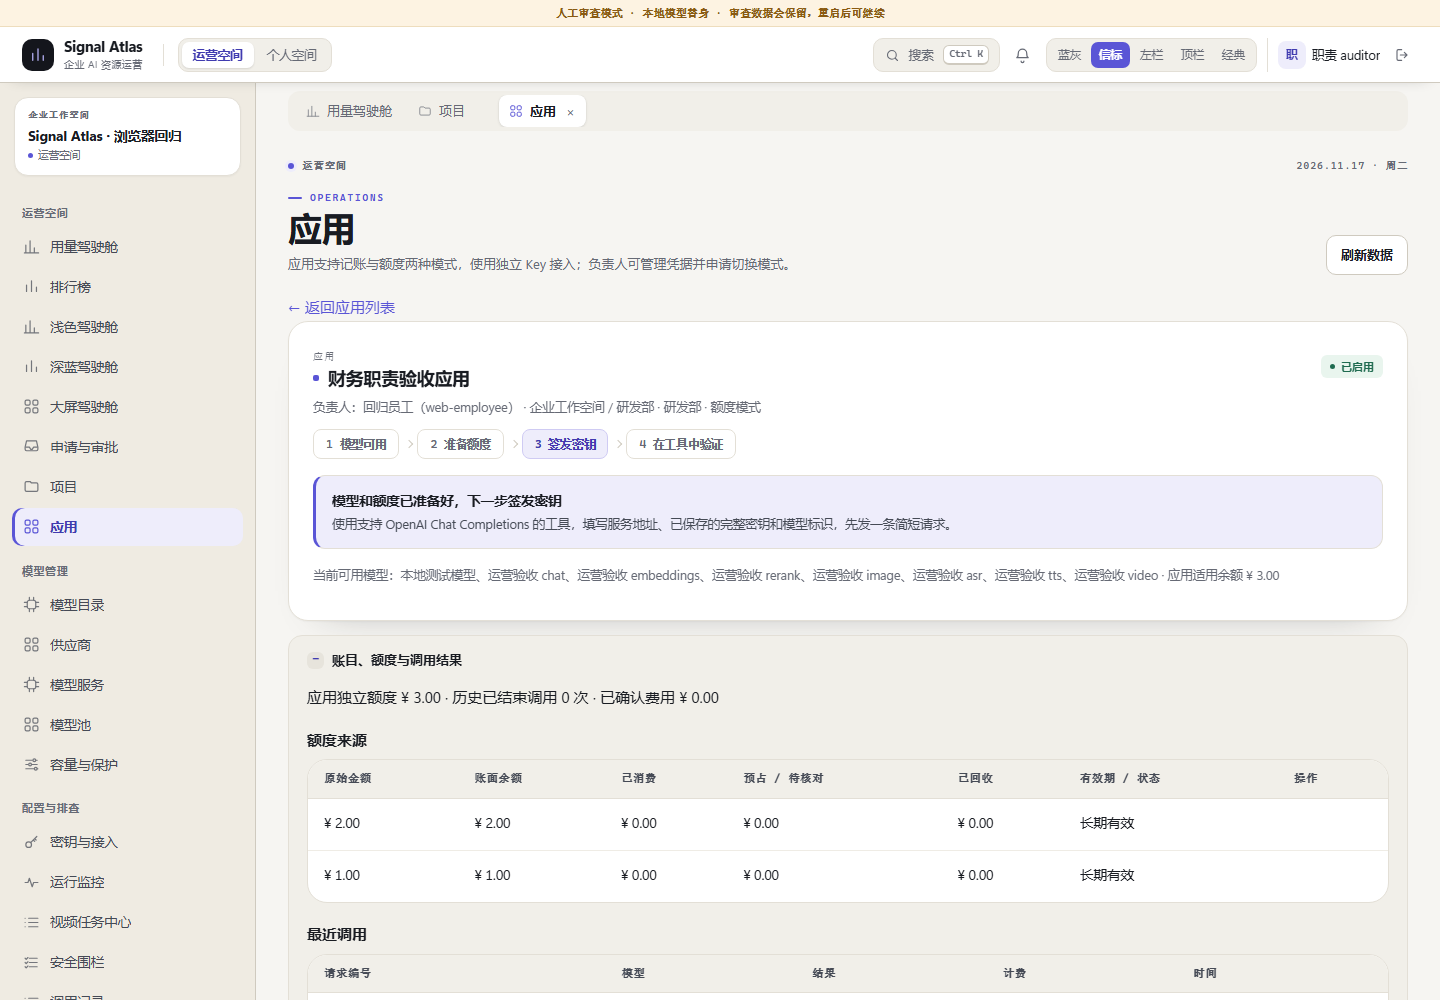 人工审查模式 · 本地模型替身 · 审查数据会保留，重启后可继续
Signal Atlas
企业 AI 资源运营
运营空间
个人空间
搜索
Ctrl K
蓝灰
信标
左栏
顶栏
经典
职
职责 auditor
企业工作空间
Signal Atlas · 浏览器回归
运营空间
运营空间
用量驾驶舱
排行榜
浅色驾驶舱
深蓝驾驶舱
大屏驾驶舱
申请与审批
项目
应用
模型管理
模型目录
供应商
模型服务
模型池
容量与保护
配置与排查
密钥与接入
运行监控
视频任务中心
安全围栏
用量驾驶舱
项目
应用 ×
运营空间
2026.11.17 · 周二
OPERATIONS
应用
应用支持记账与额度两种模式，使用独立 Key 接入；负责人可管理凭据并申请切换模式。
刷新数据
← 返回应用列表
应用
财务职责验收应用
已启用
负责人：回归员工（web-employee） · 企业工作空间 / 研发部 · 研发部 · 额度模式
1 模型可用
2 准备额度
3 签发密钥
4 在工具中验证
模型和额度已准备好，下一步签发密钥
使用支持 OpenAI Chat Completions 的工具，填写服务地址、已保存的完整密钥和模型标识，先发一条简短请求。
当前可用模型：本地测试模型、运营验收 chat、运营验收 embeddings、运营验收 rerank、运营验收 image、运营验收 asr、运营验收 tts、运营验收 video · 应用适用余额 ¥ 3.00
− 账目、额度与调用结果
应用独立额度 ¥ 3.00 · 历史已结束调用 0 次 · 已确认费用 ¥ 0.00
额度来源
原始金额 账面余额 已消费 预占 / 待核对 已回收 有效期 / 状态 操作
¥ 2.00 ¥ 2.00 ¥ 0.00 ¥ 0.00 ¥ 0.00 长期有效
¥ 1.00 ¥ 1.00 ¥ 0.00 ¥ 0.00 ¥ 0.00 长期有效
最近调用
请求编号 模型 结果 计费 时间